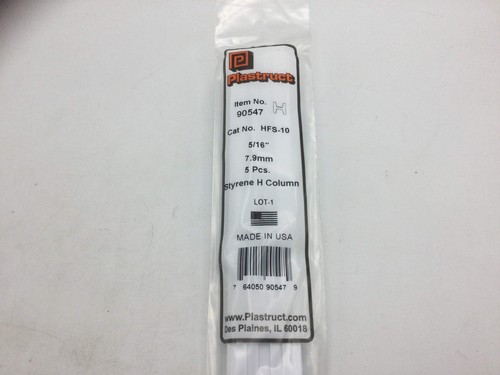 Plastruct
Item No.
90547
Cat No. HFS-10
5/16"
7.9mm
5 Pcs.
Styrene H Column
LOT-1
MADE IN USA
7 64050 90547 9
www.Plastruct.com
Des Plaines, IL 60018